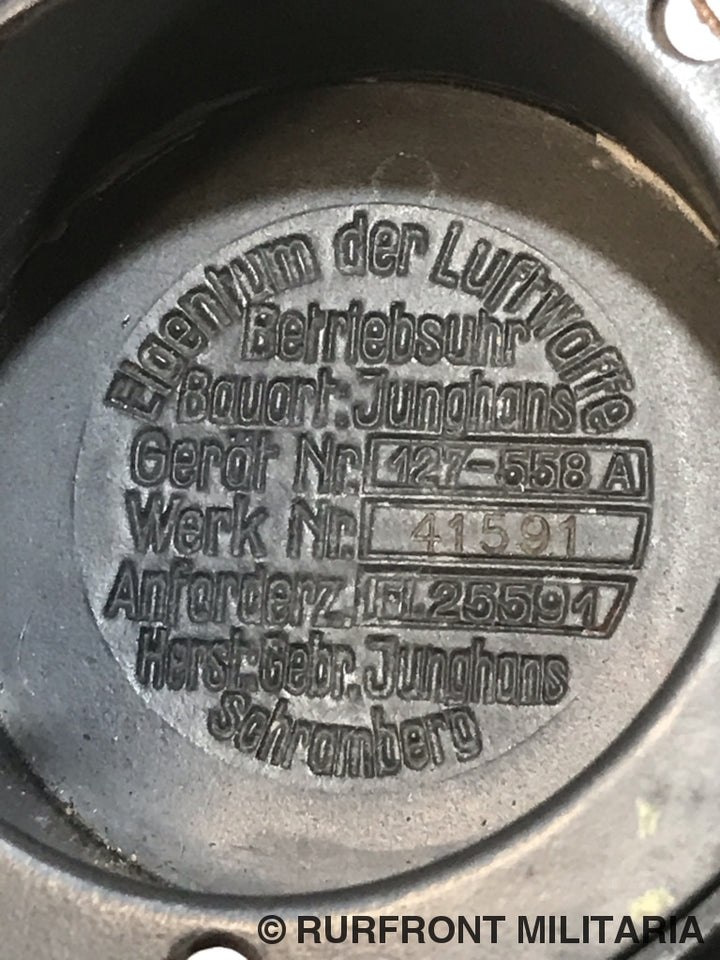 Eigentum der Luftwaffe
Betriebsuhr
Bauart: Junghans
Gerät Nr. 127-558 A
Werk Nr. 41591
Anforderz. Fl. 25591
Herst. Gebr. Junghans
Schramberg
© RURFRONT MILITARIA